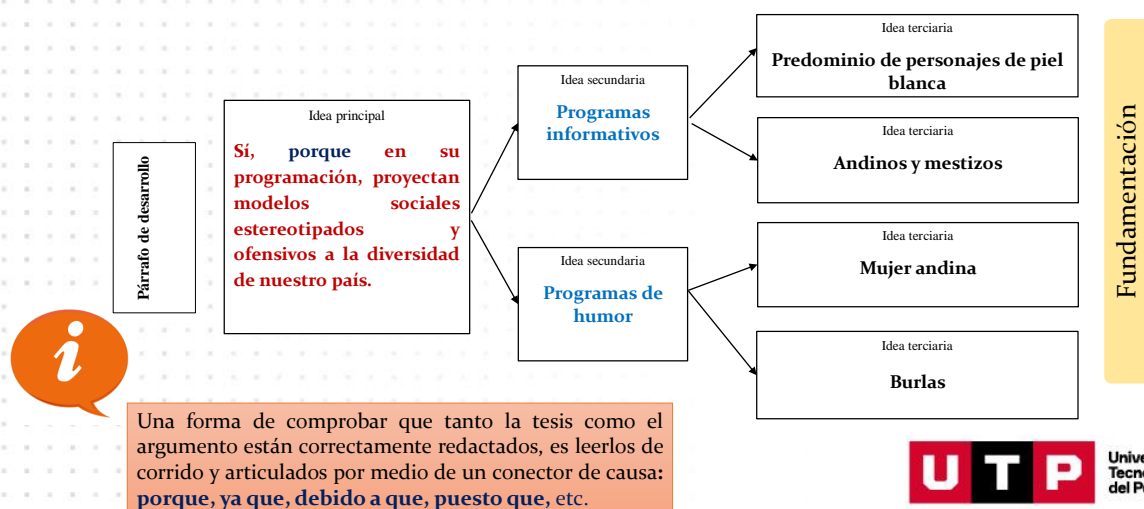 Párrafo de desarrollo
Idea principal
Sí, porque en su
programación, proyectan
modelos sociales
estereotipados y
ofensivos a la diversidad
de nuestro país.
Idea secundaria
Programas
informativos
Idea secundaria
Programas de
humor
Idea terciaria
Predominio de personajes de piel
blanca
Idea terciaria
Andinos y mestizos
Idea terciaria
Mujer andina
Idea terciaria
Burlas
Fundamentación
i
Una forma de comprobar que tanto la tesis como el
argumento están correctamente redactados, es leerlos de
corrido y articulados por medio de un conector de causa:
porque, ya que, debido a que, puesto que, etc.
UTP